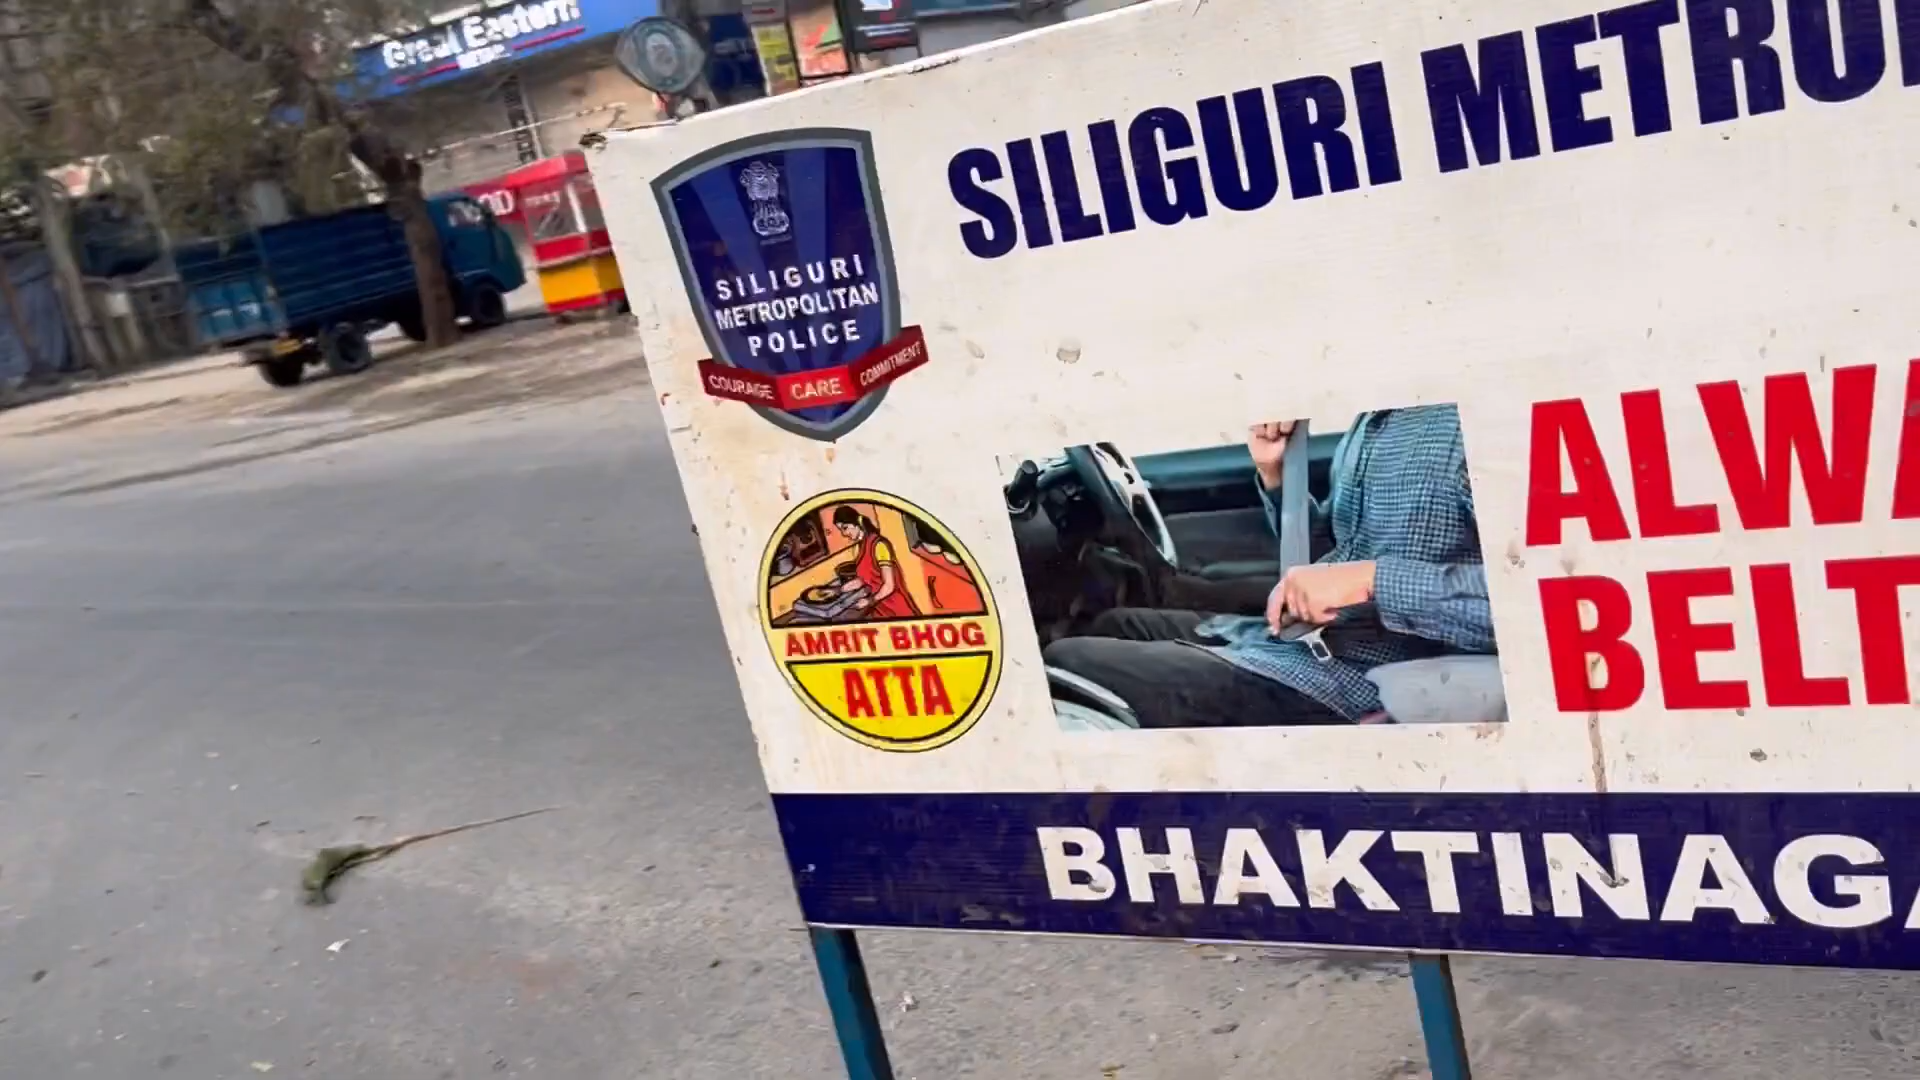 Great Eastern
SILIGURI METROP
SILIGURI
METROPOLITAN
POLICE
COURAGE CARE COMMITMENT
ALWA
BELT
AMRIT BHOG
ATTA
BHAKTINAGA